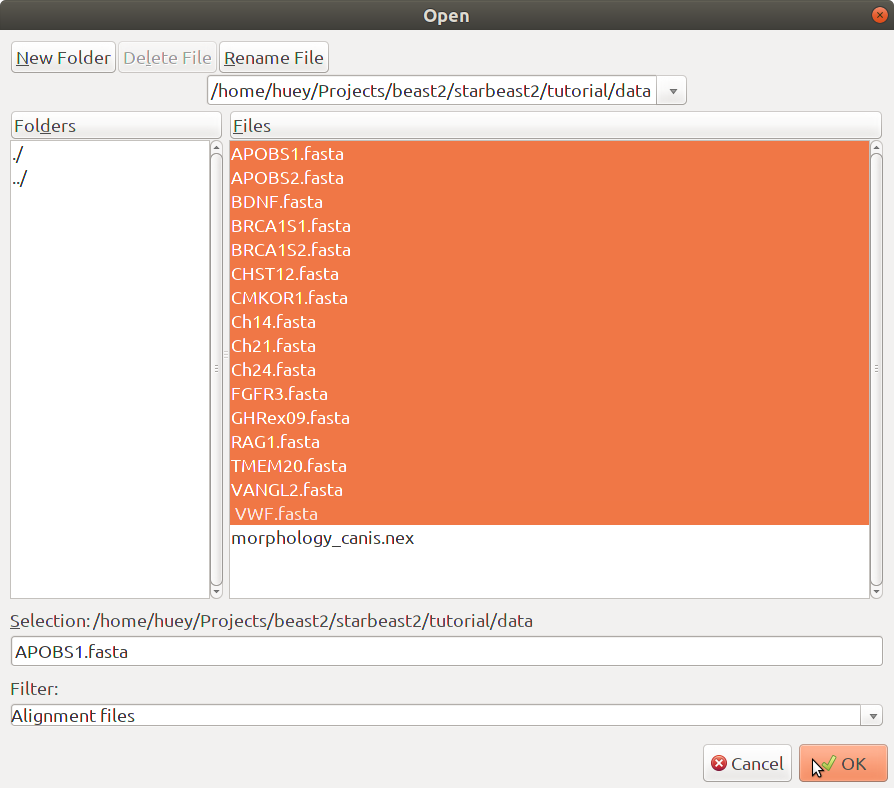 Open
New Folder Delete File Rename File
/home/huey/Projects/beast2/starbeast2/tutorial/data
Folders
./
../
Files
APOBS1.fasta
APOBS2.fasta
BDNF.fasta
BRCA1S1.fasta
BRCA1S2.fasta
CHST12.fasta
CMKOR1.fasta
Ch14.fasta
Ch21.fasta
Ch24.fasta
FGFR3.fasta
GHRex09.fasta
RAG1.fasta
TMEM20.fasta
VANGL2.fasta
VWF.fasta
morphology_canis.nex
Selection: /home/huey/Projects/beast2/starbeast2/tutorial/data
APOBS1.fasta
Filter:
Alignment files
Cancel OK